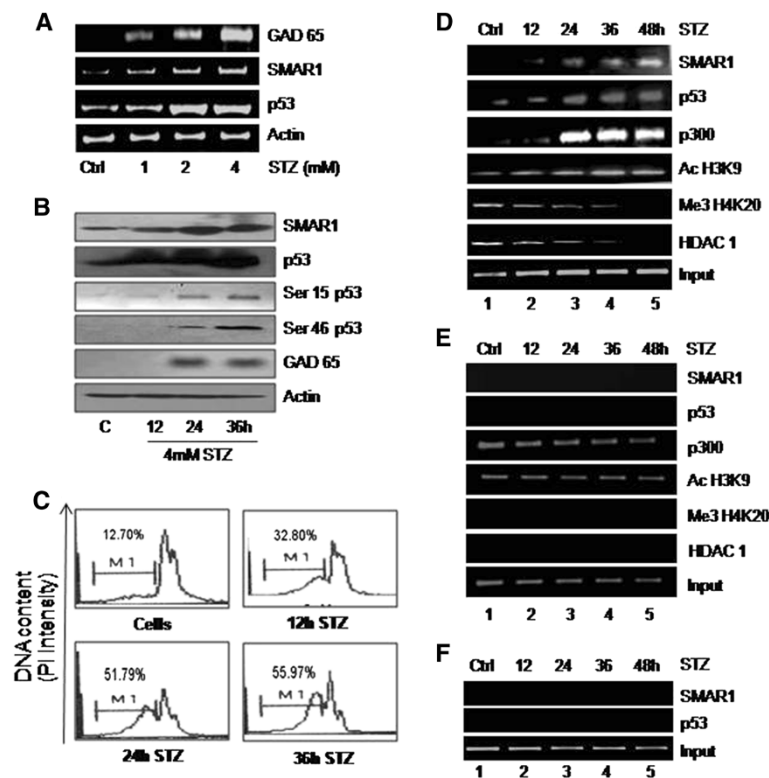 A
GAD 65
SMAR1
p53
Actin
Ctrl 1 2 4 STZ (mM)
B
SMAR1
p53
Ser 15 p53
Ser 46 p53
GAD 65
Actin
C 12 24 36h
4mM STZ
C
DNA content
(PI Intensity)
12.70%
M 1
Cells
32.80%
M 1
12h STZ
51.79%
M 1
24h STZ
55.97%
M 1
36h STZ
D
Ctrl 12 24 36 48h STZ
SMAR1
p53
p300
Ac H3K9
Me3 H4K20
HDAC 1
Input
1 2 3 4 5
E
Ctrl 12 24 36 48h STZ
SMAR1
p53
p300
Ac H3K9
Me3 H4K20
HDAC 1
Input
1 2 3 4 5
F
Ctrl 12 24 36 48h STZ
SMAR1
p53
Input
1 2 3 4 5